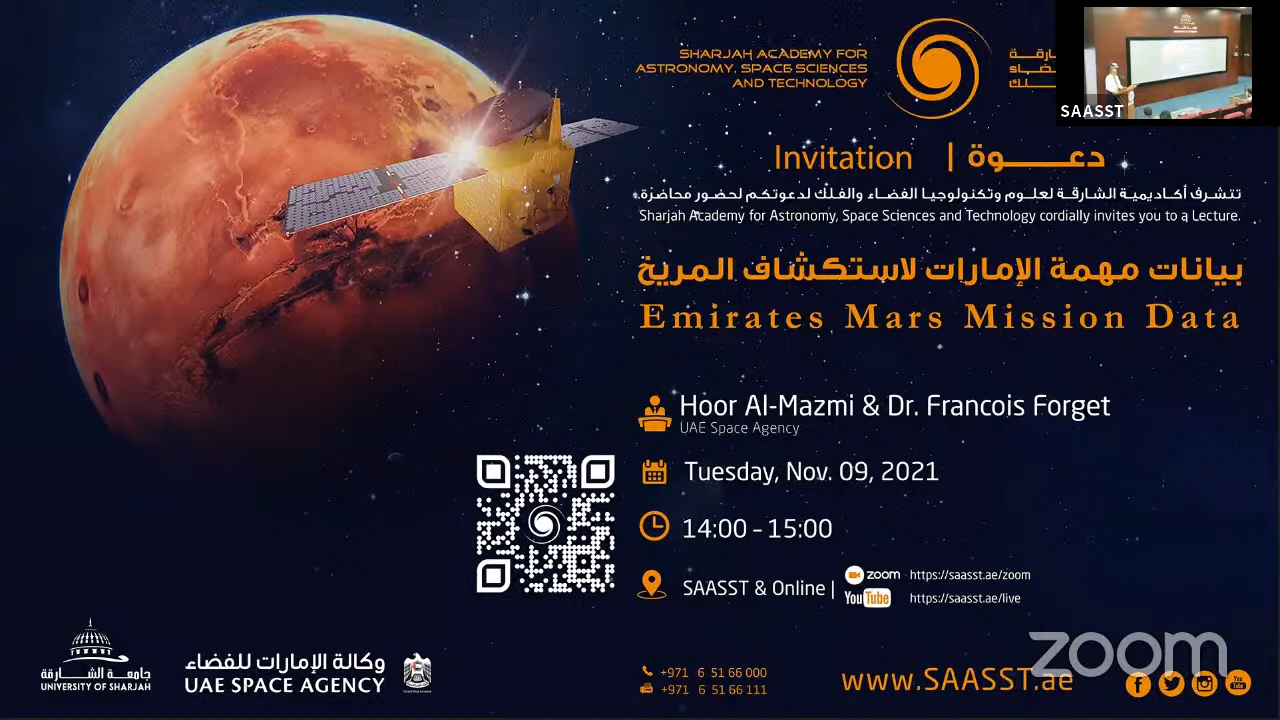 SHARJAH ACADEMY FOR
ASTRONOMY, SPACE SCIENCES
AND TECHNOLOGY
SAASST
Invitation | دعـــوة
تتشرف أكاديمية الشارقة لعلـوم وتكنولوجيا الفضاء والفلك لدعوتكم لحضور محاضرة.
Sharjah Academy for Astronomy, Space Sciences and Technology cordially invites you to a Lecture.
بيانات مهمة الإمارات لاستكشاف المريخ
Emirates Mars Mission Data
Hoor Al-Mazmi & Dr. Francois Forget
UAE Space Agency
Tuesday, Nov. 09, 2021
14:00 – 15:00
SAASST & Online |
zoom https://saasst.ae/zoom
YouTube https://saasst.ae/live
جامعـة الشـارقة
UNIVERSITY OF SHARJAH
وكالة الإمارات للفضاء
UAE SPACE AGENCY
+971 6 51 66 000
+971 6 51 66 111
www.SAASST.ae
zoom